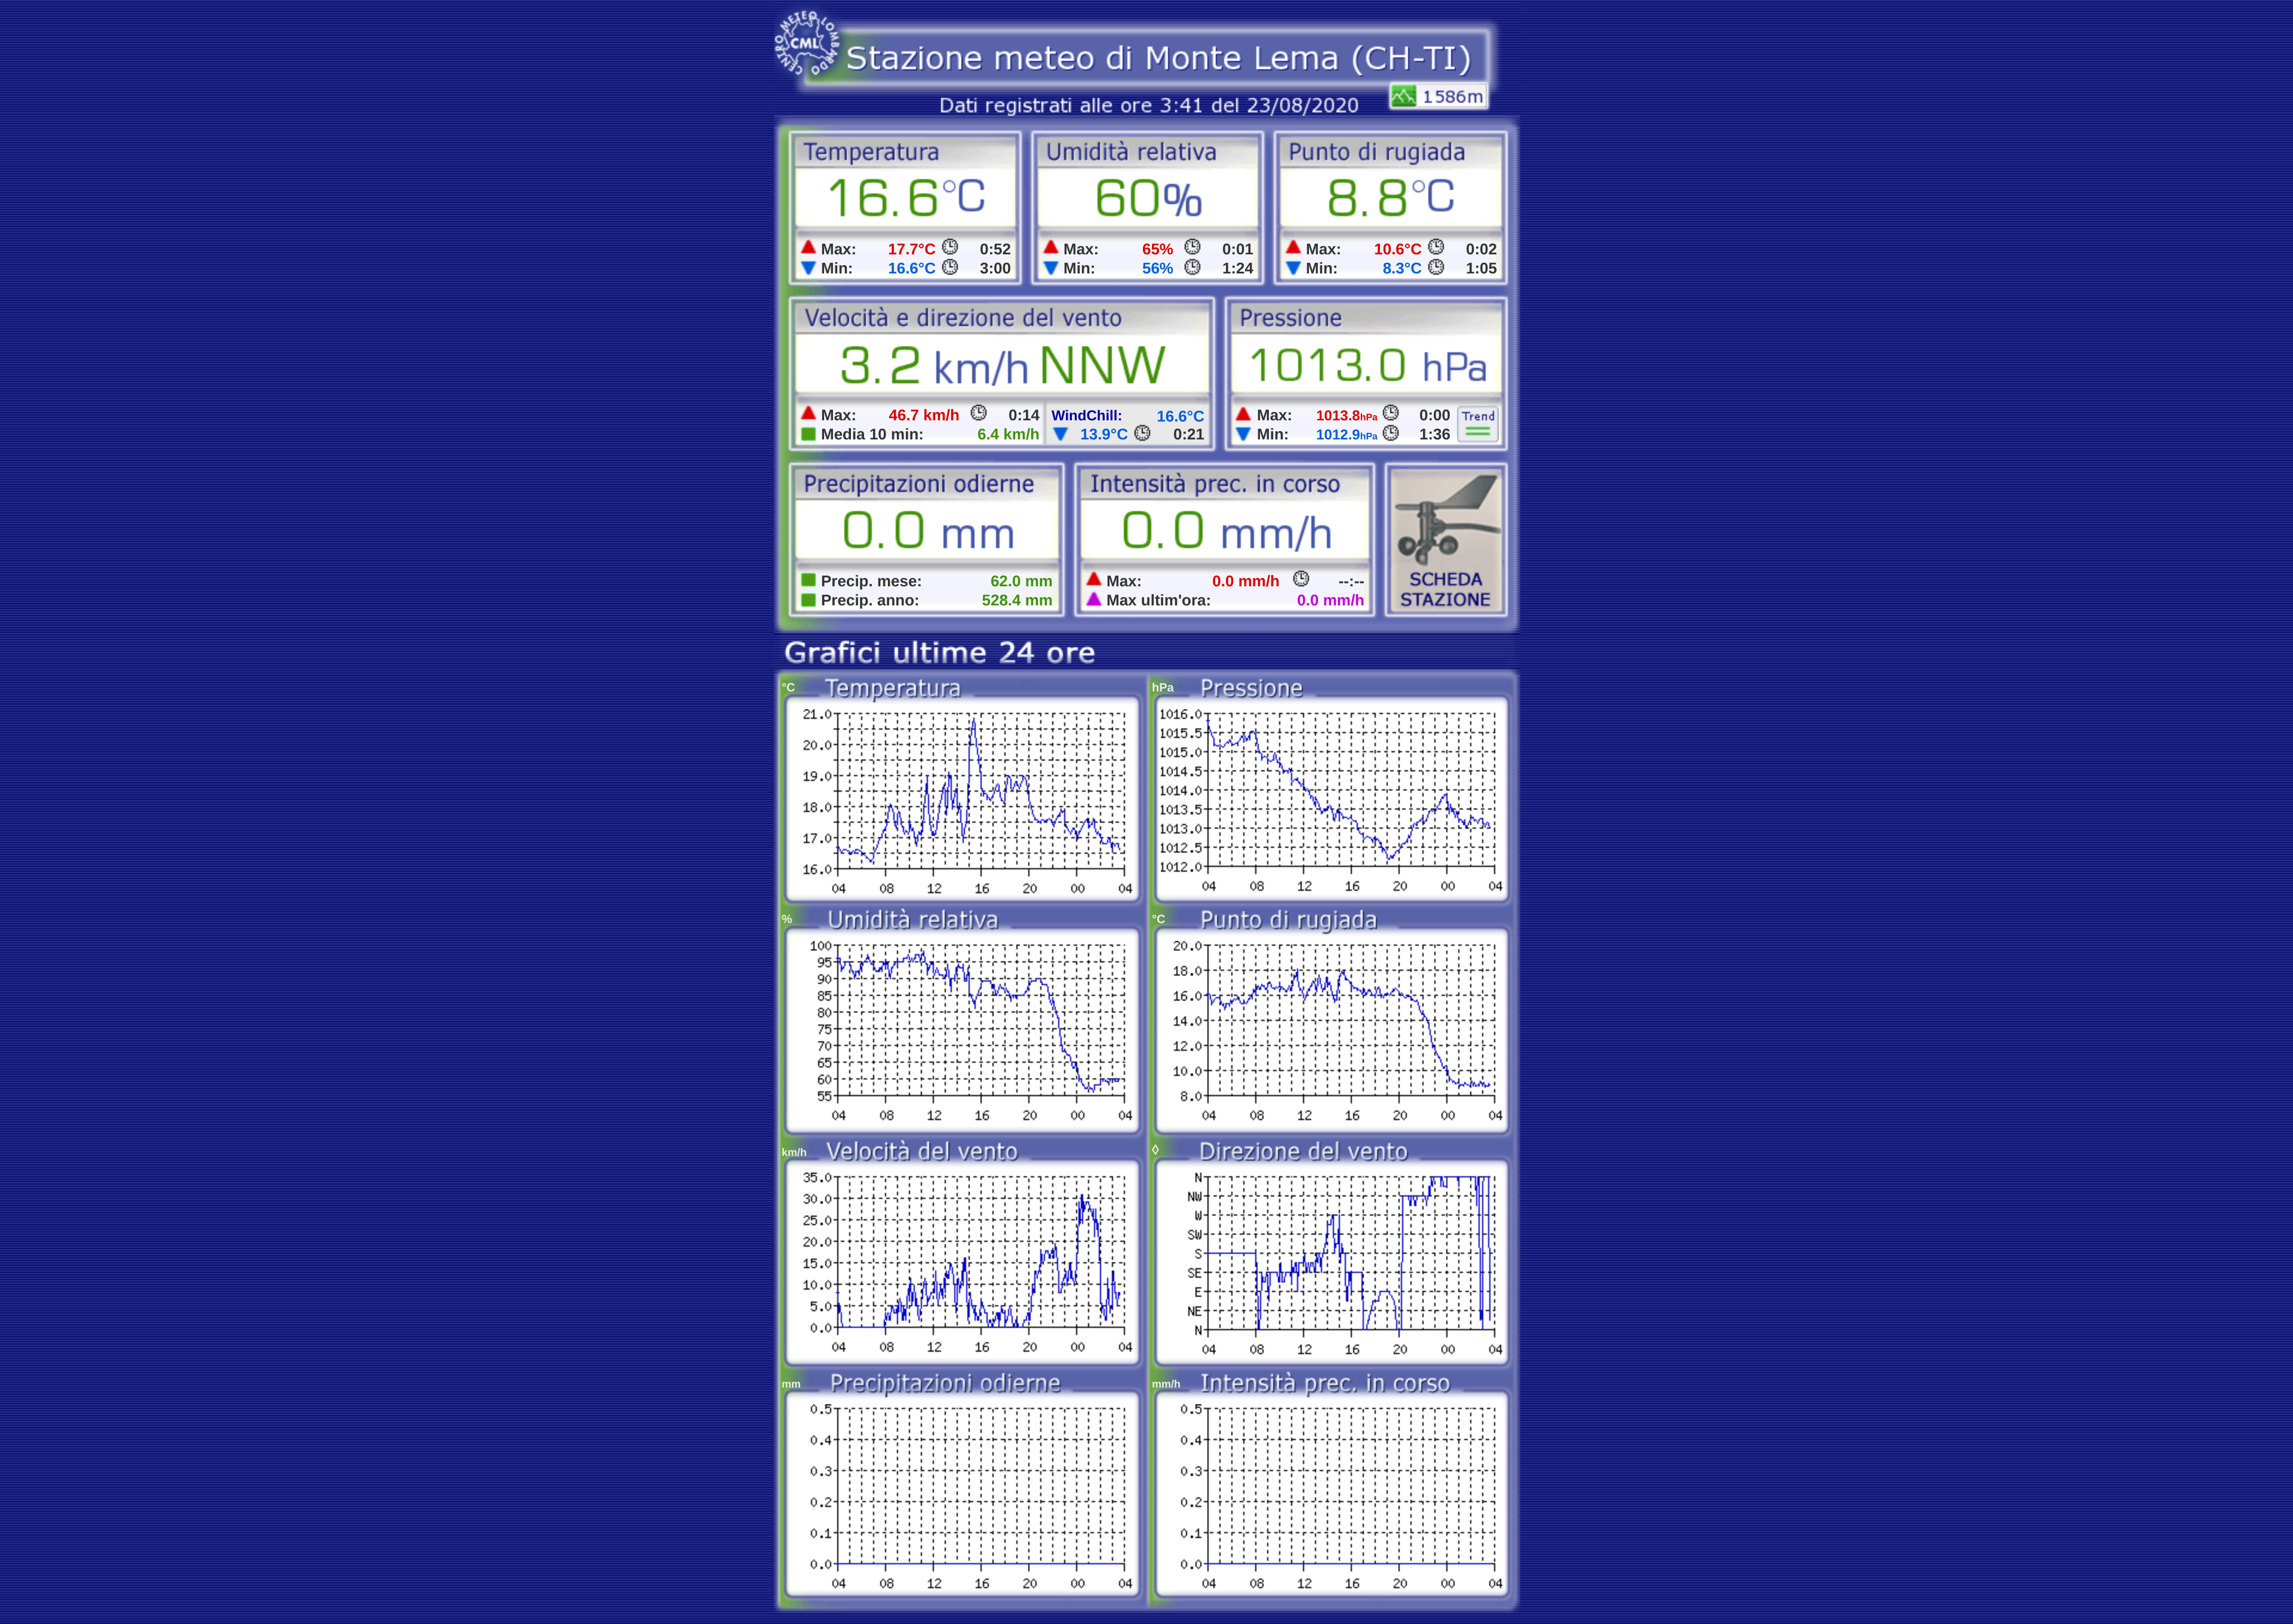 CENTRO METEO LOMBARDO
CML
Stazione meteo di Monte Lema (CH-TI)
1586m
Dati registrati alle ore 3:41 del 23/08/2020
Temperatura
16.6°C
Max: 17.7°C 0:52
Min: 16.6°C 3:00
Umidità relativa
60%
Max: 65% 0:01
Min: 56% 1:24
Punto di rugiada
8.8°C
Max: 10.6°C 0:02
Min: 8.3°C 1:05
Velocità e direzione del vento
3.2 km/h NNW
Max: 46.7 km/h 0:14
Media 10 min: 6.4 km/h
WindChill: 16.6°C
13.9°C 0:21
Pressione
1013.0 hPa
Max: 1013.8hPa 0:00
Min: 1012.9hPa 1:36
Trend
Precipitazioni odierne
0.0 mm
Precip. mese: 62.0 mm
Precip. anno: 528.4 mm
Intensità prec. in corso
0.0 mm/h
Max: 0.0 mm/h --:--
Max ultim'ora: 0.0 mm/h
SCHEDA
STAZIONE
Grafici ultime 24 ore
°C Temperatura
21.0
20.0
19.0
18.0
17.0
16.0
04 08 12 16 20 00 04
hPa Pressione
1016.0
1015.5
1015.0
1014.5
1014.0
1013.5
1013.0
1012.5
1012.0
04 08 12 16 20 00 04
% Umidità relativa
100
95
90
85
80
75
70
65
60
55
04 08 12 16 20 00 04
°C Punto di rugiada
20.0
18.0
16.0
14.0
12.0
10.0
8.0
04 08 12 16 20 00 04
km/h Velocità del vento
35.0
30.0
25.0
20.0
15.0
10.0
5.0
0.0
04 08 12 16 20 00 04
◊ Direzione del vento
N
NW
W
SW
S
SE
E
NE
N
04 08 12 16 20 00 04
mm Precipitazioni odierne
0.5
0.4
0.3
0.2
0.1
0.0
04 08 12 16 20 00 04
mm/h Intensità prec. in corso
0.5
0.4
0.3
0.2
0.1
0.0
04 08 12 16 20 00 04